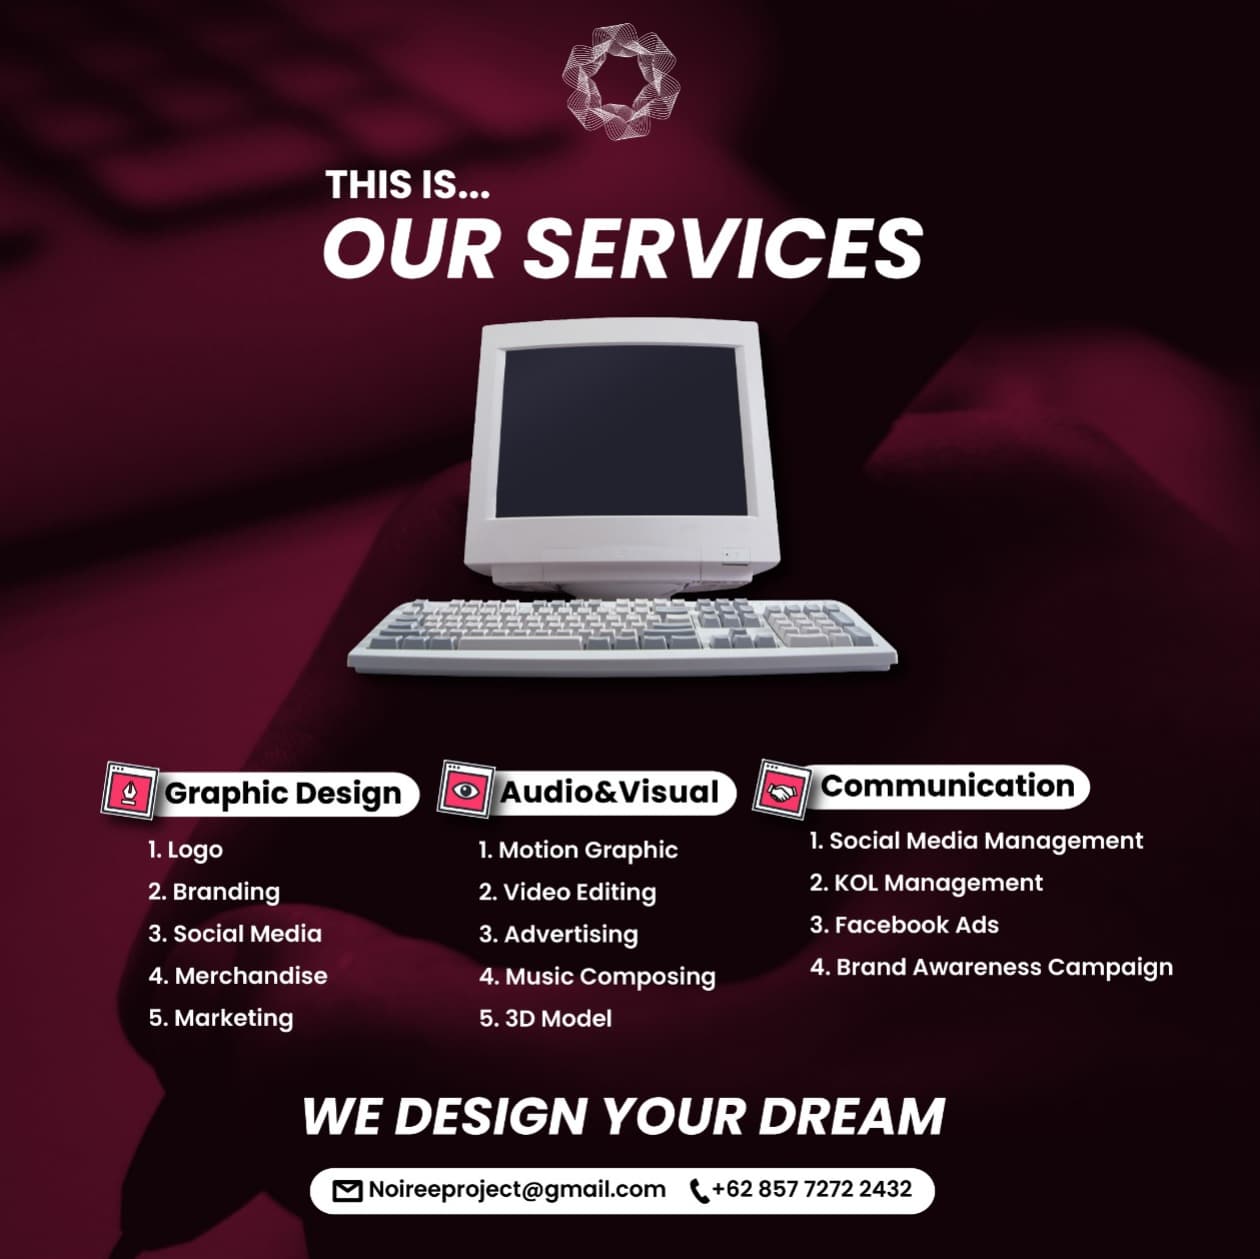 THIS IS...
OUR SERVICES
Graphic Design
1. Logo
2. Branding
3. Social Media
4. Merchandise
5. Marketing
Audio&Visual
1. Motion Graphic
2. Video Editing
3. Advertising
4. Music Composing
5. 3D Model
Communication
1. Social Media Management
2. KOL Management
3. Facebook Ads
4. Brand Awareness Campaign
WE DESIGN YOUR DREAM
Noireeproject@gmail.com +62 857 7272 2432